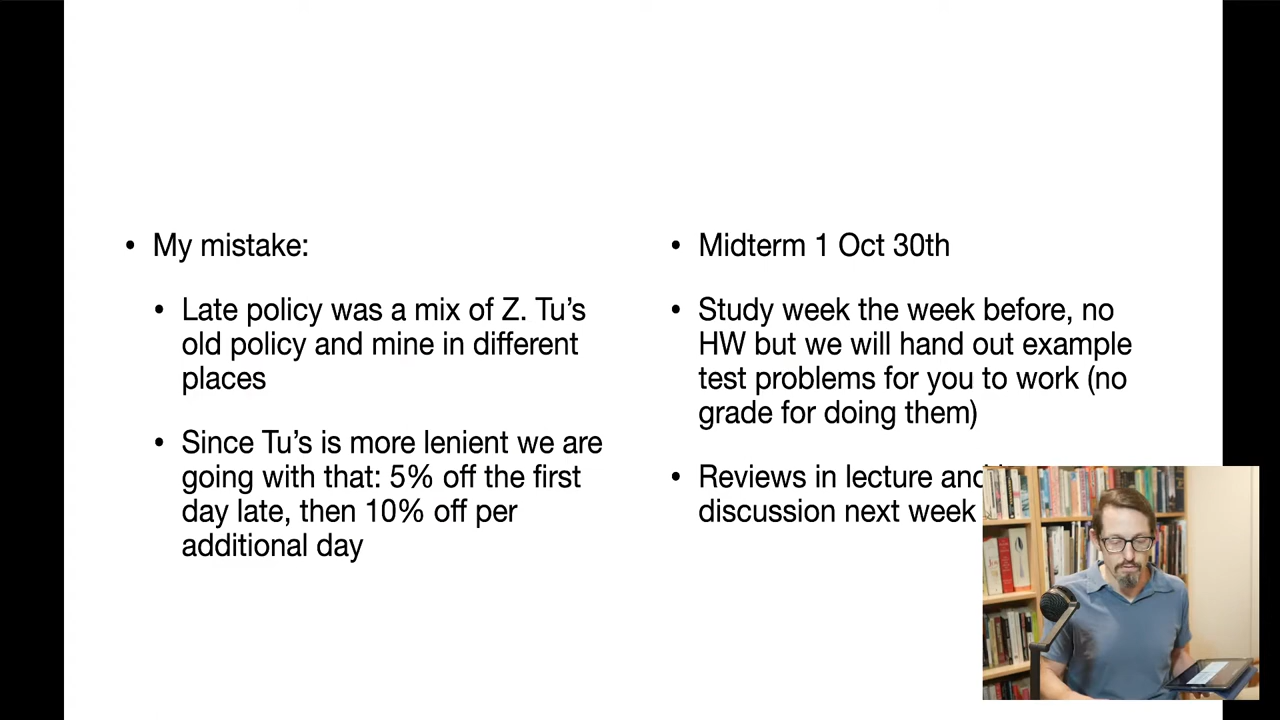 • My mistake:
• Late policy was a mix of Z. Tu's
old policy and mine in different
places
• Since Tu's is more lenient we are
going with that: 5% off the first
day late, then 10% off per
additional day
• Midterm 1 Oct 30th
• Study week the week before, no
HW but we will hand out example
test problems for you to work (no
grade for doing them)
• Reviews in lecture and
discussion next week